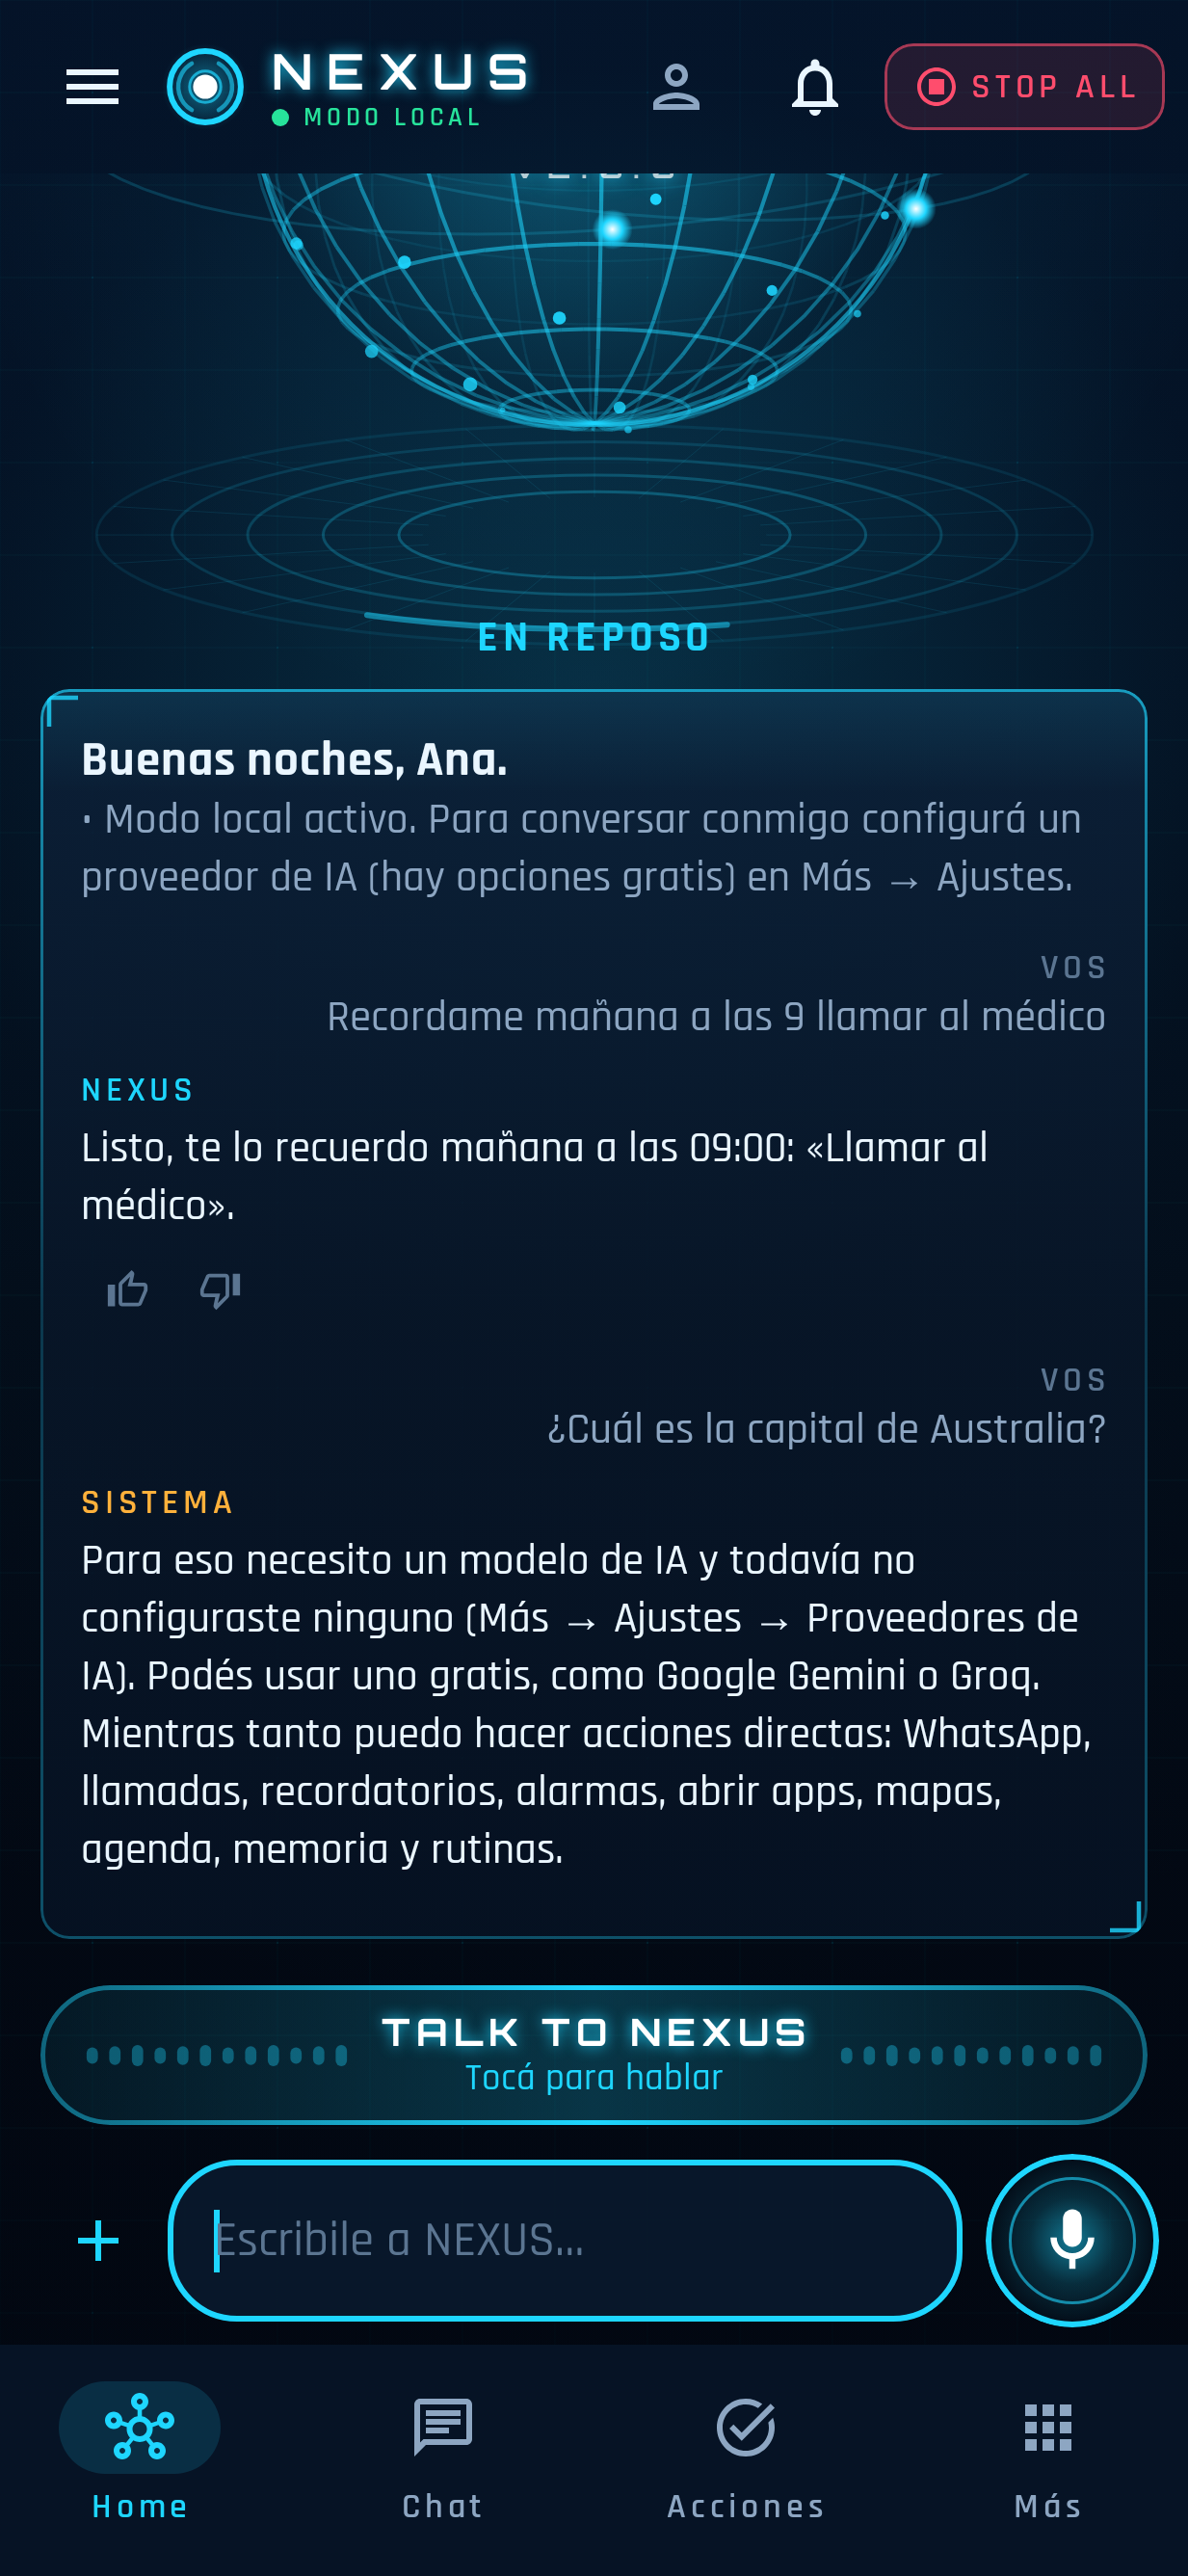 NEXUS
MODO LOCAL
STOP ALL
EN REPOSO
Buenas noches, Ana.
· Modo local activo. Para conversar conmigo configurá un
proveedor de IA (hay opciones gratis) en Más → Ajustes.
VOS
Recordame mañana a las 9 llamar al médico
NEXUS
Listo, te lo recuerdo mañana a las 09:00: «Llamar al
médico».
VOS
¿Cuál es la capital de Australia?
SISTEMA
Para eso necesito un modelo de IA y todavía no
configuraste ninguno (Más → Ajustes → Proveedores de
IA). Podés usar uno gratis, como Google Gemini o Groq.
Mientras tanto puedo hacer acciones directas: WhatsApp,
llamadas, recordatorios, alarmas, abrir apps, mapas,
agenda, memoria y rutinas.
TALK TO NEXUS
Tocá para hablar
Escribile a NEXUS...
Home
Chat
Acciones
Más